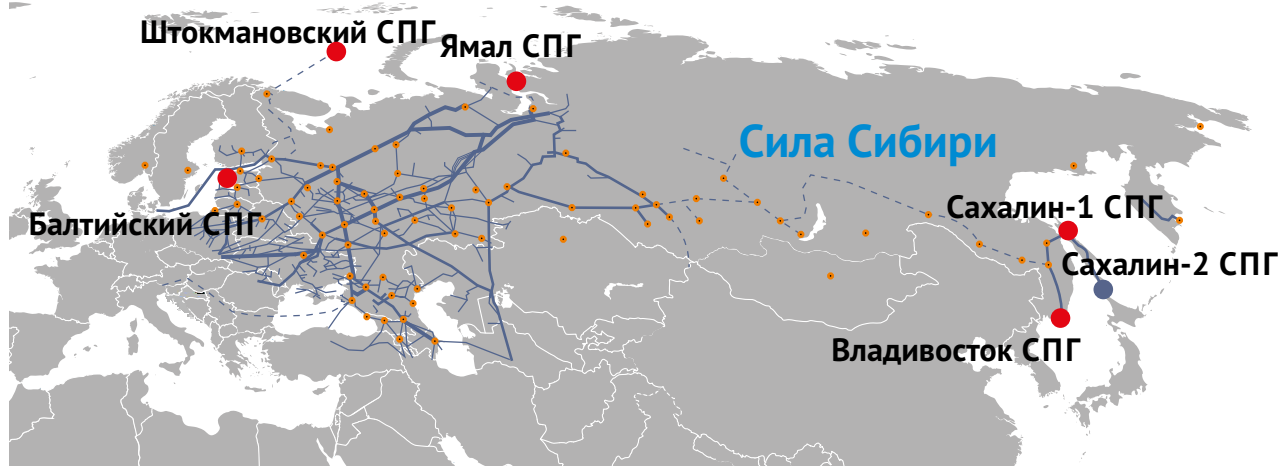 Штокмановский СПГ
Ямал СПГ
Сила Сибири
Балтийский СПГ
Сахалин-1 СПГ
Сахалин-2 СПГ
Владивосток СПГ